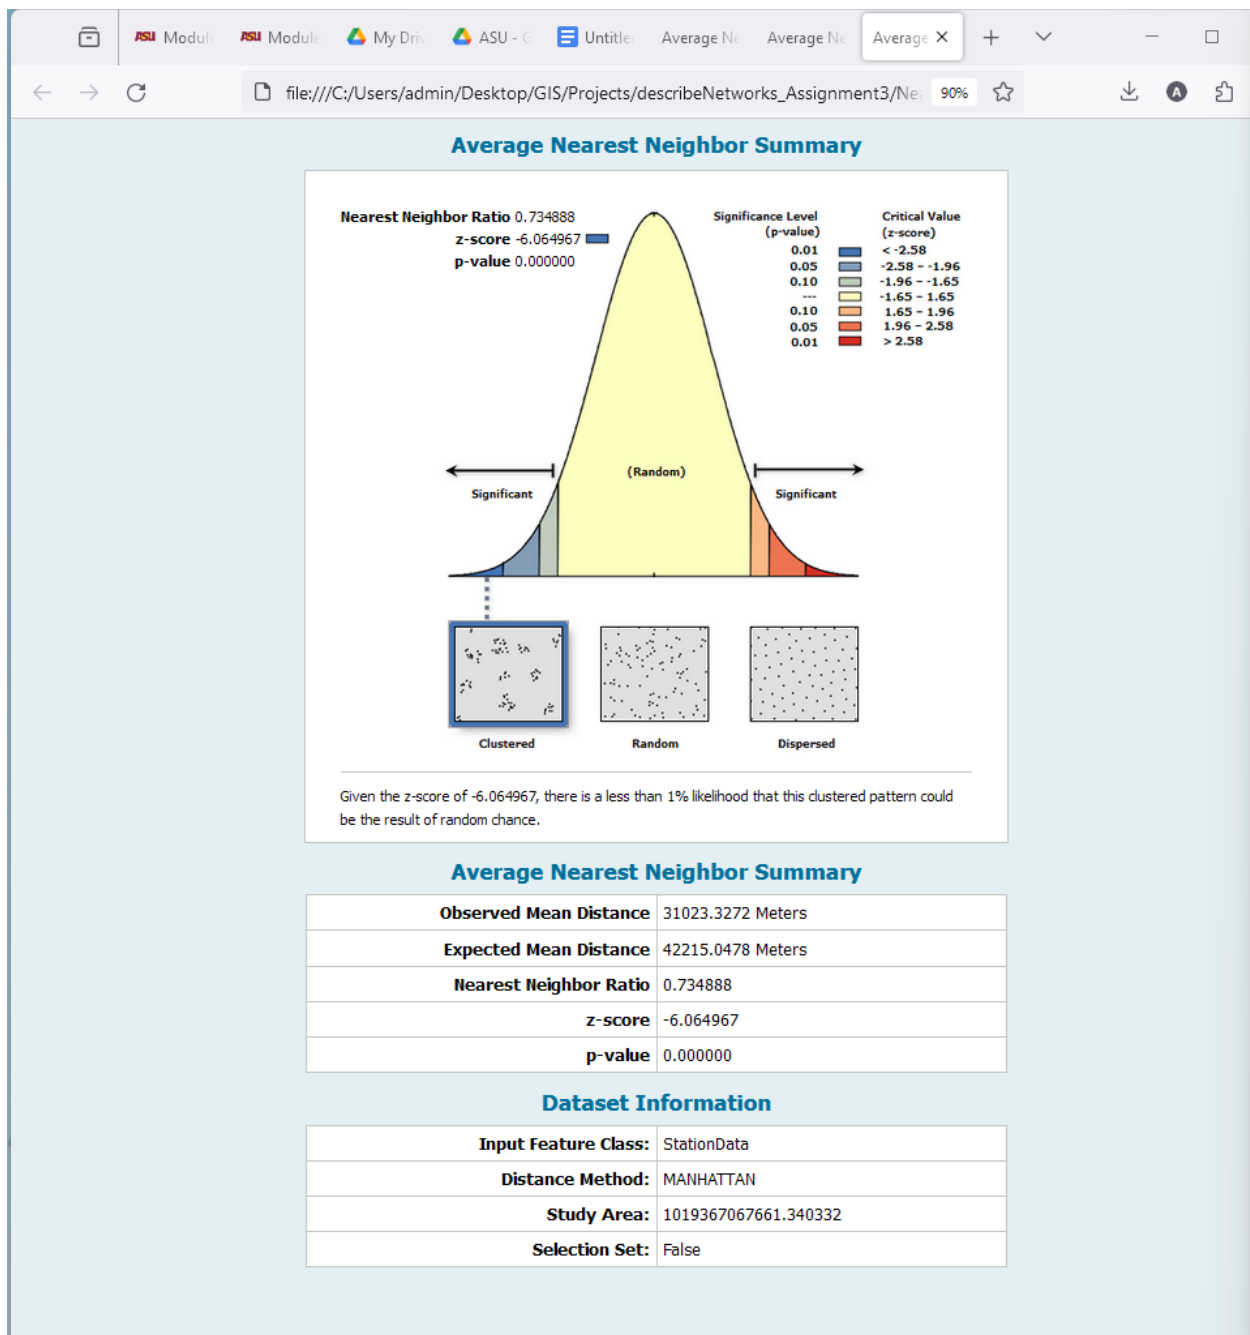 ASU Module
ASU Module
My Driv
ASU - G
Untitled
Average Ne
Average Ne
Average
file:///C:/Users/admin/Desktop/GIS/Projects/describeNetworks_Assignment3/Nea
90%
A
Average Nearest Neighbor Summary
Nearest Neighbor Ratio 0.734888
z-score -6.064967
p-value 0.000000
Significance Level Critical Value
(p-value) (z-score)
0.01 < -2.58
0.05 -2.58 - -1.96
0.10 -1.96 - -1.65
--- -1.65 - 1.65
0.10 1.65 - 1.96
0.05 1.96 - 2.58
0.01 > 2.58
(Random)
Significant
Significant
Clustered
Random
Dispersed
Given the z-score of -6.064967, there is a less than 1% likelihood that this clustered pattern could
be the result of random chance.
Average Nearest Neighbor Summary
Observed Mean Distance 31023.3272 Meters
Expected Mean Distance 42215.0478 Meters
Nearest Neighbor Ratio 0.734888
z-score -6.064967
p-value 0.000000
Dataset Information
Input Feature Class: StationData
Distance Method: MANHATTAN
Study Area: 1019367067661.340332
Selection Set: False